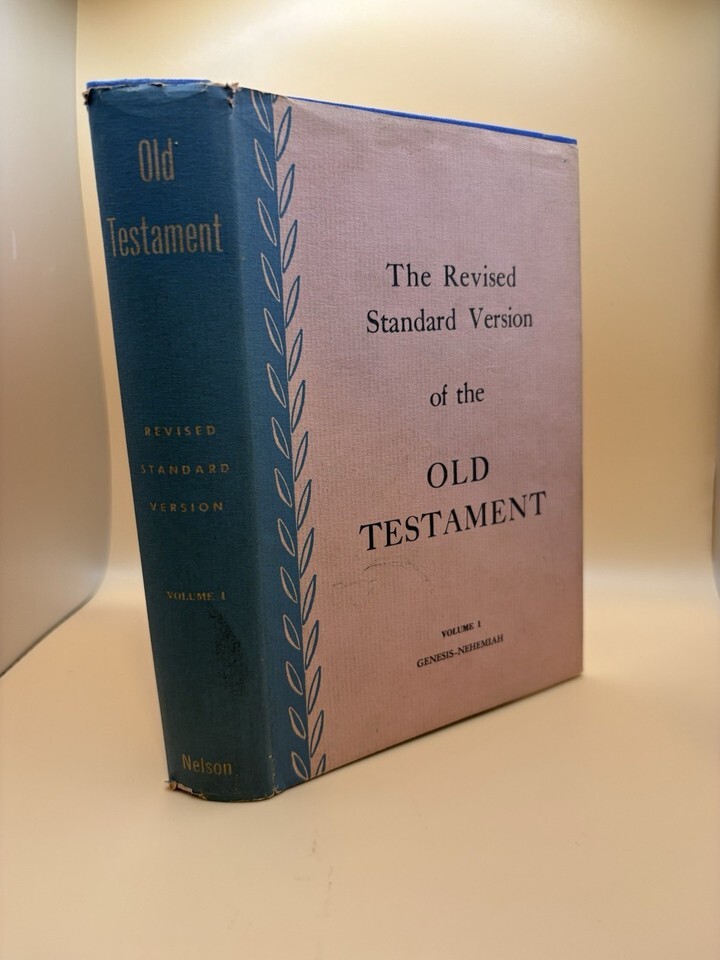 Old
Testament
REVISED
STANDARD
VERSION
VOLUME I
Nelson
The Revised
Standard Version
of the
OLD
TESTAMENT
VOLUME I
GENESIS-NEHEMIAH